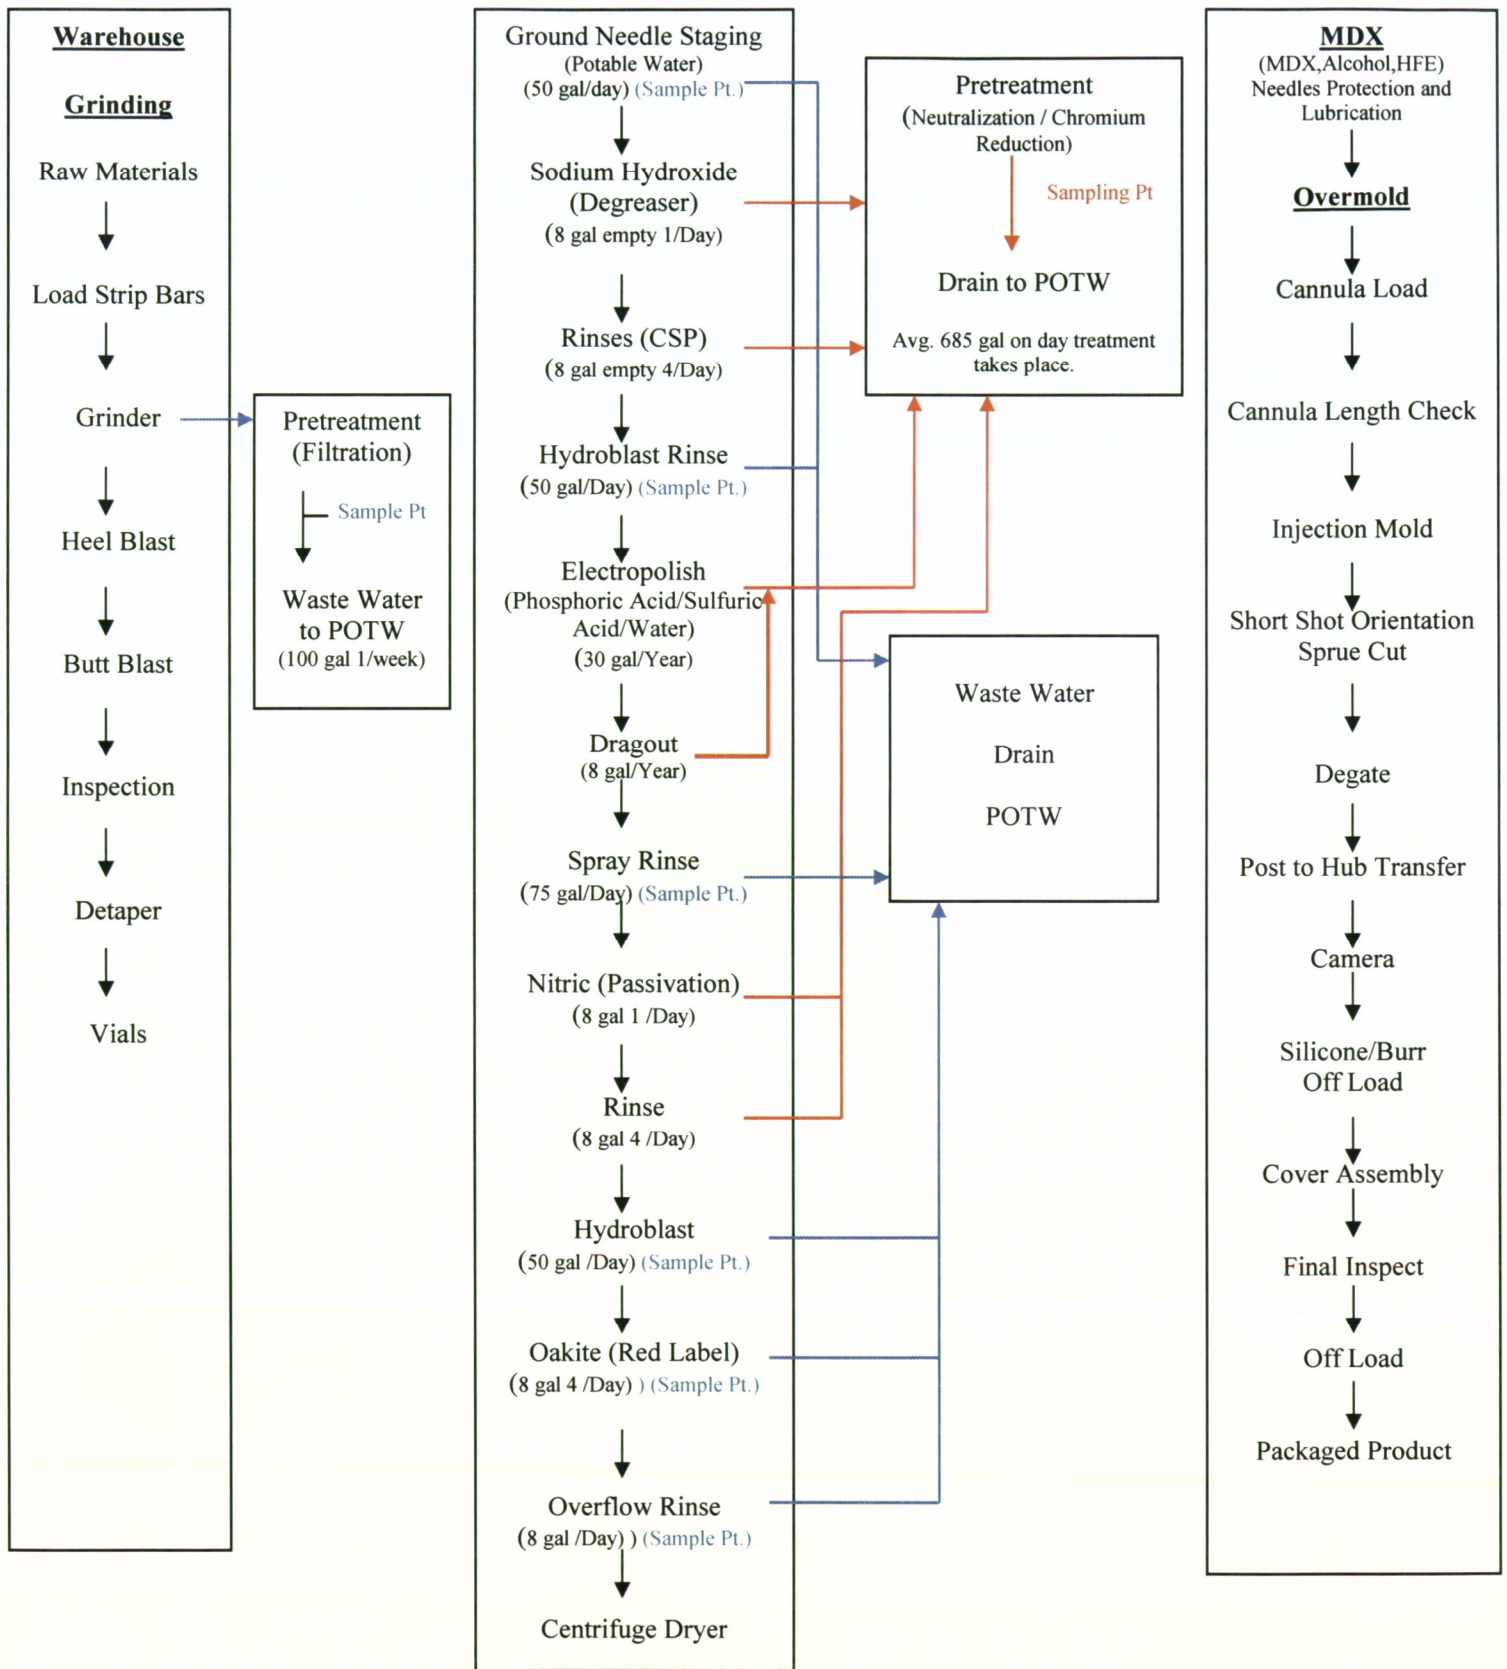 Warehouse
Grinding
Raw Materials
Load Strip Bars
Grinder
Heel Blast
Butt Blast
Inspection
Detaper
Vials
Pretreatment
(Filtration)
Sample Pt
Waste Water
to POTW
(100 gal 1/week)
Ground Needle Staging
(Potable Water)
(50 gal/day) (Sample Pt.)
Sodium Hydroxide
(Degreaser)
(8 gal empty 1/Day)
Rinses (CSP)
(8 gal empty 4/Day)
Hydroblast Rinse
(50 gal/Day) (Sample Pt.)
Electropolish
(Phosphoric Acid/Sulfuric
Acid/Water)
(30 gal/Year)
Dragout
(8 gal/Year)
Spray Rinse
(75 gal/Day) (Sample Pt.)
Nitric (Passivation)
(8 gal 1 /Day)
Rinse
(8 gal 4 /Day)
Hydroblast
(50 gal /Day) (Sample Pt.)
Oakite (Red Label)
(8 gal 4 /Day) ) (Sample Pt.)
Overflow Rinse
(8 gal /Day) ) (Sample Pt.)
Centrifuge Dryer
Pretreatment
(Neutralization / Chromium
Reduction)
Sampling Pt
Drain to POTW
Avg. 685 gal on day treatment
takes place.
Waste Water
Drain
POTW
MDX
(MDX,Alcohol,HFE)
Needles Protection and
Lubrication
Overmold
Cannula Load
Cannula Length Check
Injection Mold
Short Shot Orientation
Sprue Cut
Degate
Post to Hub Transfer
Camera
Silicone/Burr
Off Load
Cover Assembly
Final Inspect
Off Load
Packaged Product